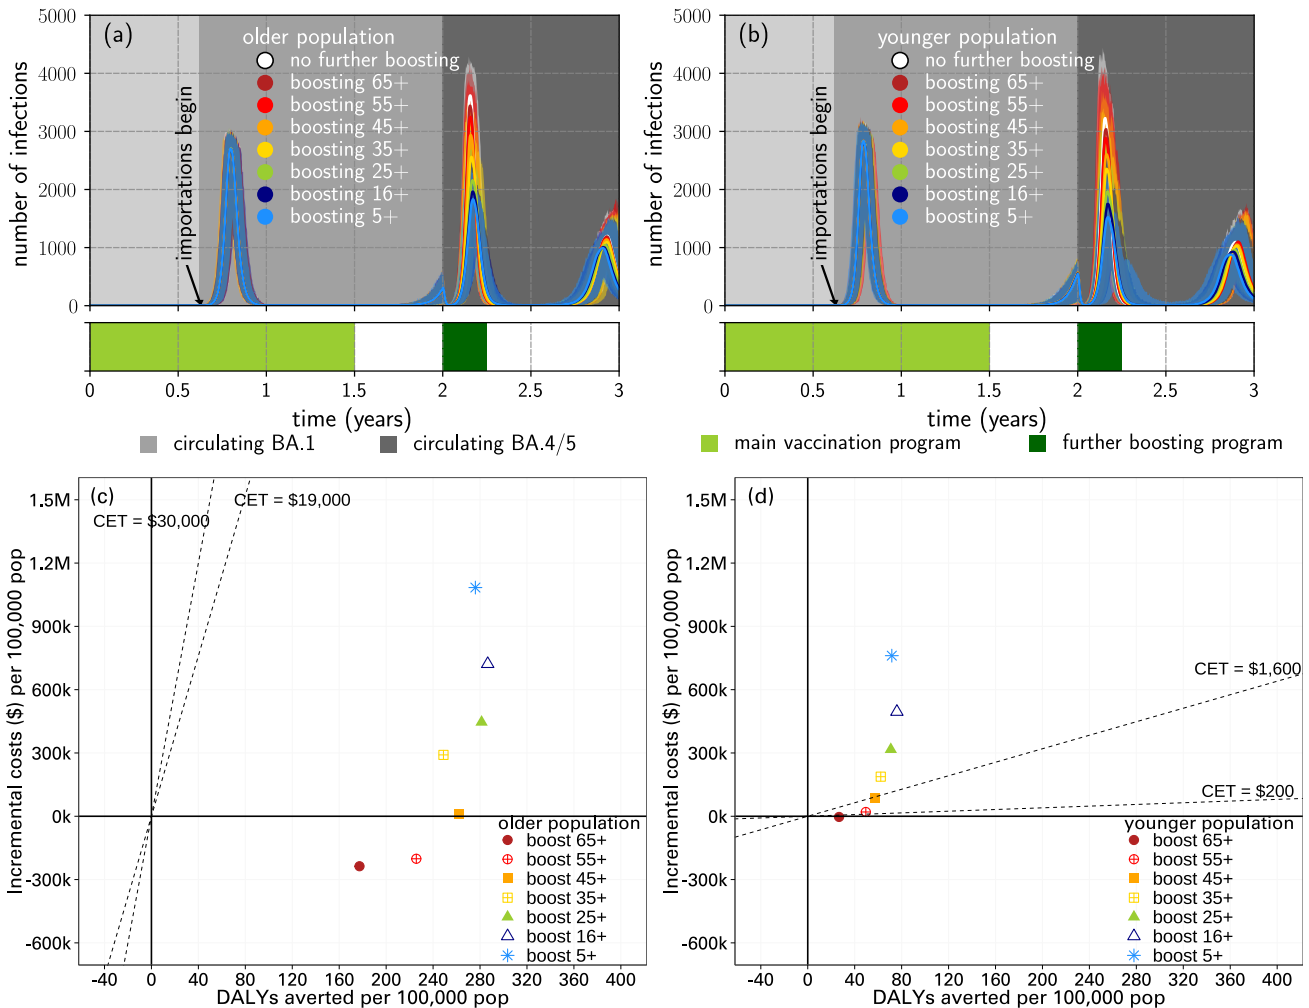 (a)
older population
no further boosting
boosting 65+
boosting 55+
boosting 45+
boosting 35+
boosting 25+
boosting 16+
boosting 5+
importations begin
number of infections
5000
4000
3000
2000
1000
0
0 0.5 1 1.5 2 2.5 3
time (years)
(b)
younger population
no further boosting
boosting 65+
boosting 55+
boosting 45+
boosting 35+
boosting 25+
boosting 16+
boosting 5+
importations begin
number of infections
5000
4000
3000
2000
1000
0
0 0.5 1 1.5 2 2.5 3
time (years)
circulating BA.1 circulating BA.4/5 main vaccination program further boosting program
(c)
CET = $30,000
CET = $19,000
Incremental costs ($) per 100,000 pop
1.5M
1.2M
900k
600k
300k
0k
-300k
-600k
older population
boost 65+
boost 55+
boost 45+
boost 35+
boost 25+
boost 16+
boost 5+
-40 0 40 80 120 160 200 240 280 320 360 400
DALYs averted per 100,000 pop
(d)
CET = $1,600
CET = $200
Incremental costs ($) per 100,000 pop
1.5M
1.2M
900k
600k
300k
0k
-300k
-600k
younger population
boost 65+
boost 55+
boost 45+
boost 35+
boost 25+
boost 16+
boost 5+
-40 0 40 80 120 160 200 240 280 320 360 400
DALYs averted per 100,000 pop